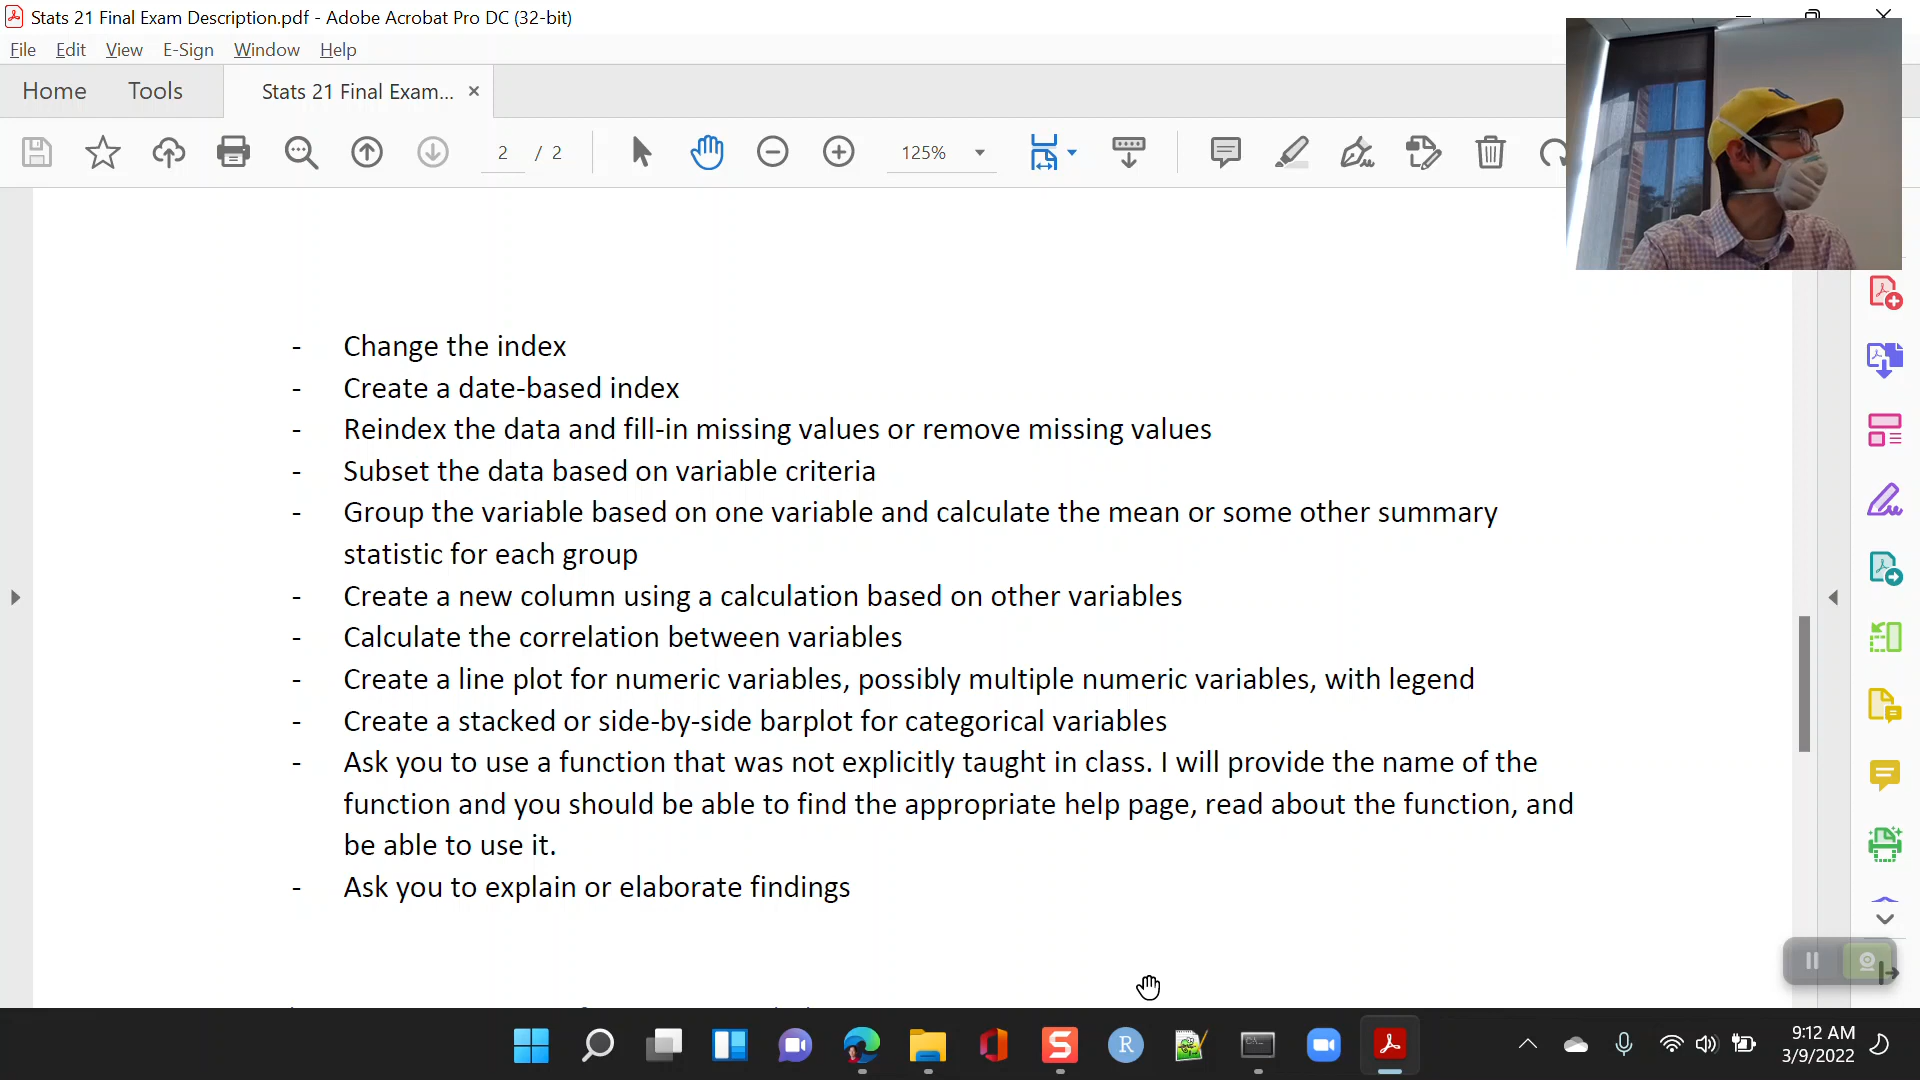 Stats 21 Final Exam Description.pdf - Adobe Acrobat Pro DC (32-bit)
File Edit View E-Sign Window Help
Home Tools Stats 21 Final Exam... ×
2 / 2 125%
- Change the index
- Create a date-based index
- Reindex the data and fill-in missing values or remove missing values
- Subset the data based on variable criteria
- Group the variable based on one variable and calculate the mean or some other summary
statistic for each group
- Create a new column using a calculation based on other variables
- Calculate the correlation between variables
- Create a line plot for numeric variables, possibly multiple numeric variables, with legend
- Create a stacked or side-by-side barplot for categorical variables
- Ask you to use a function that was not explicitly taught in class. I will provide the name of the
function and you should be able to find the appropriate help page, read about the function, and
be able to use it.
- Ask you to explain or elaborate findings
S R C:\_
9:12 AM
3/9/2022